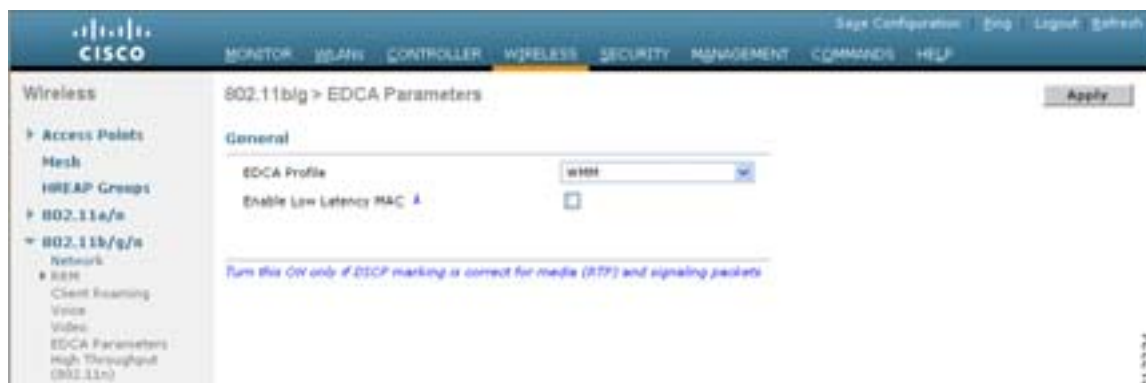 Save Configuration Ping Logout Refresh
CISCO
MONITOR WLANs CONTROLLER WIRELESS SECURITY MANAGEMENT COMMANDS HELP
Wireless
802.11b/g > EDCA Parameters
Apply
Access Points
Mesh
HREAP Groups
802.11a/n
802.11b/g/n
Network
RRM
Client Roaming
Voice
Video
EDCA Parameters
High Throughput
(802.11n)
General
EDCA Profile WMM
Enable Low Latency MAC
Turn this ON only if DSCP marking is correct for media (RTP) and signaling packets